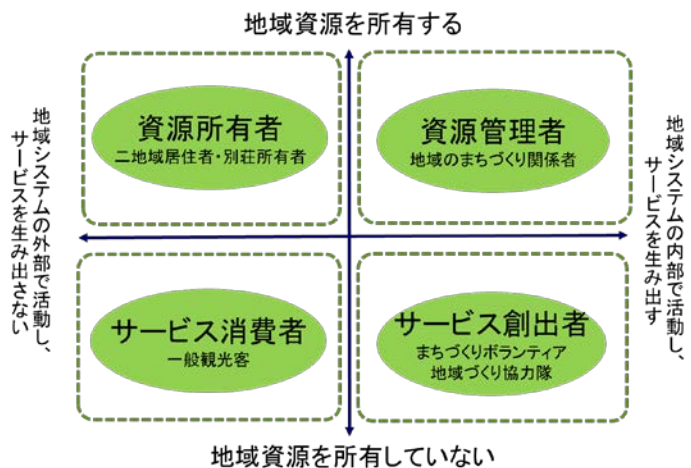 地域資源を所有する
地域システムの外部で活動し、
サービスを生み出さない
資源所有者
二地域居住者・別荘所有者
資源管理者
地域のまちづくり関係者
地域システムの内部で活動し、
サービスを生み出す
サービス消費者
一般観光客
サービス創出者
まちづくりボランティア
地域づくり協力隊
地域資源を所有していない